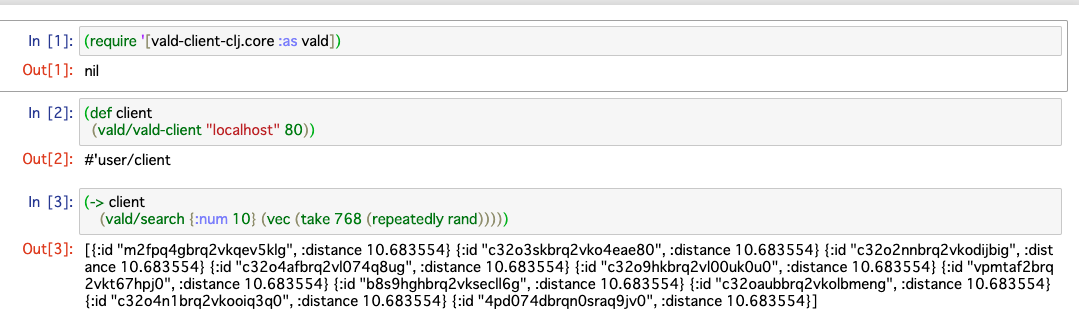 In [1]: (require '[vald-client-clj.core :as vald])
Out[1]: nil
In [2]: (def client
(vald/vald-client "localhost" 80))
Out[2]: #'user/client
In [3]: (-> client
(vald/search {:num 10} (vec (take 768 (repeatedly rand)))))
Out[3]: [{:id "m2fpq4gbrq2vkqev5klg", :distance 10.683554} {:id "c32o3skbrq2vko4eae80", :distance 10.683554} {:id "c32o2nnbrq2vkodijbig", :dist
ance 10.683554} {:id "c32o4afbrq2vl074q8ug", :distance 10.683554} {:id "c32o9hkbrq2vl00uk0u0", :distance 10.683554} {:id "vpmtaf2brq
2vkt67hpj0", :distance 10.683554} {:id "b8s9hghbrq2vksecll6g", :distance 10.683554} {:id "c32oaubbrq2vkolbmeng", :distance 10.683554}
{:id "c32o4n1brq2vkooiq3q0", :distance 10.683554} {:id "4pd074dbrqn0sraq9jv0", :distance 10.683554}]